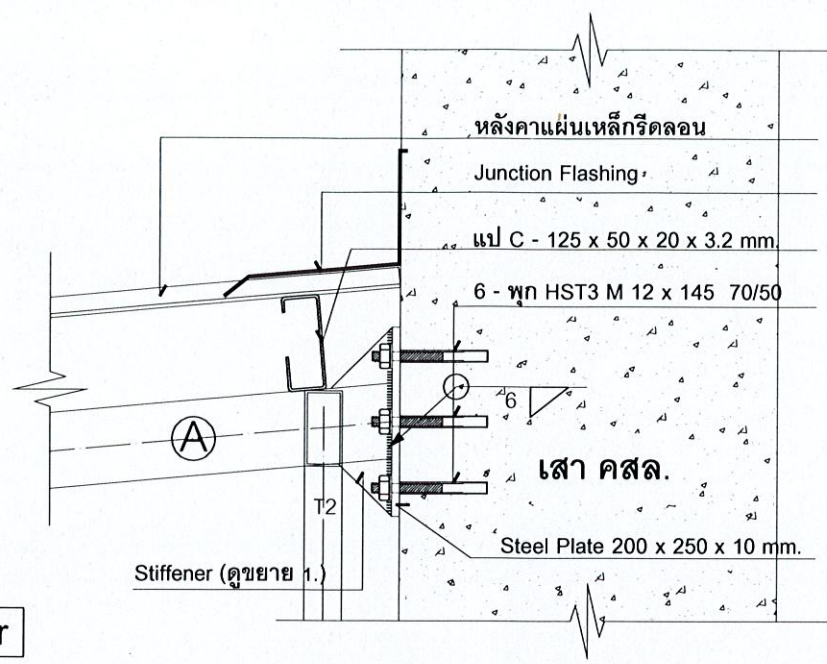 หลังคาแผ่นเหล็กรีดลอน
Junction Flashing
แป C - 125 x 50 x 20 x 3.2 mm.
6 - พุก HST3 M 12 x 145 70/50
6
A
เสา คสล.
T2
Steel Plate 200 x 250 x 10 mm.
Stiffener (ดูขยาย 1.)
r